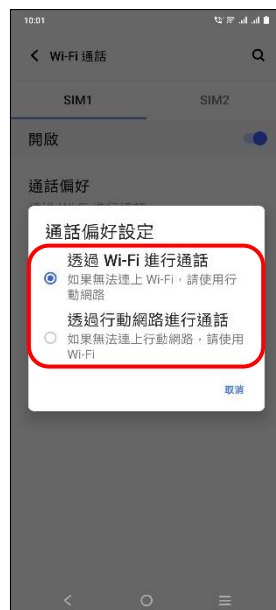 10:01
Wi-Fi 通話
SIM1
SIM2
開啟
通話偏好
通話偏好設定
透過 Wi-Fi 進行通話
如果無法連上 Wi-Fi，請使用行
動網路
透過行動網路進行通話
如果無法連上行動網路，請使用
Wi-Fi
取消